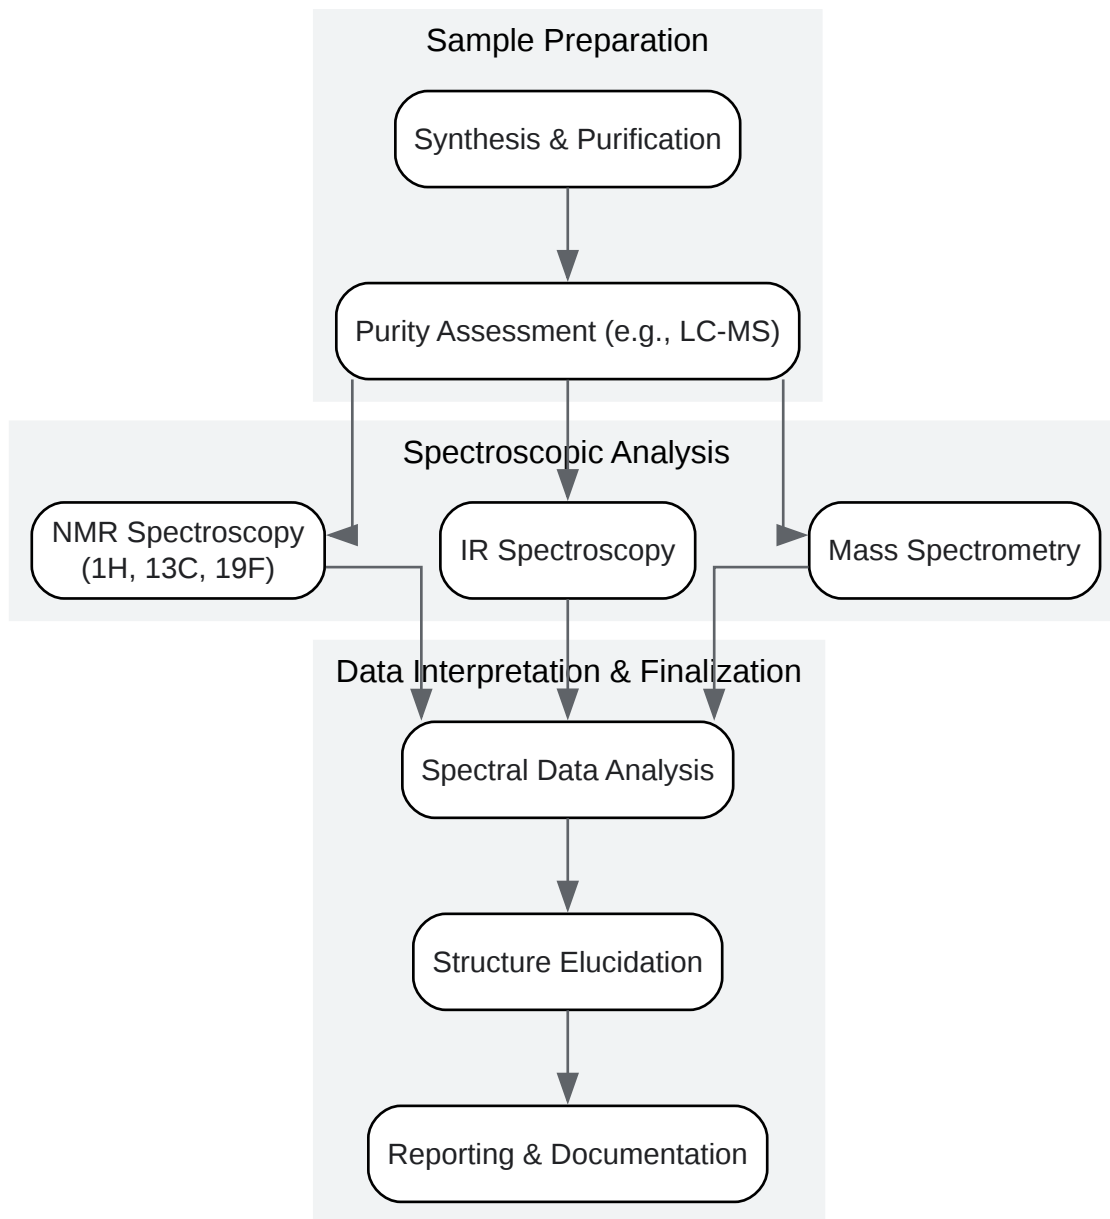 Sample Preparation
Synthesis & Purification
Purity Assessment (e.g., LC-MS)
Spectroscopic Analysis
NMR Spectroscopy
(1H, 13C, 19F)
IR Spectroscopy
Mass Spectrometry
Data Interpretation & Finalization
Spectral Data Analysis
Structure Elucidation
Reporting & Documentation